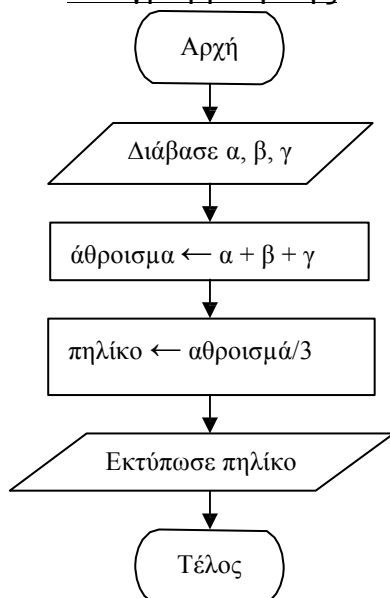 Αρχή
Διάβασε α, β, γ
άθροισμα ← α + β + γ
πηλίκο ← αθροισμά/3
Εκτύπωσε πηλίκο
Τέλος